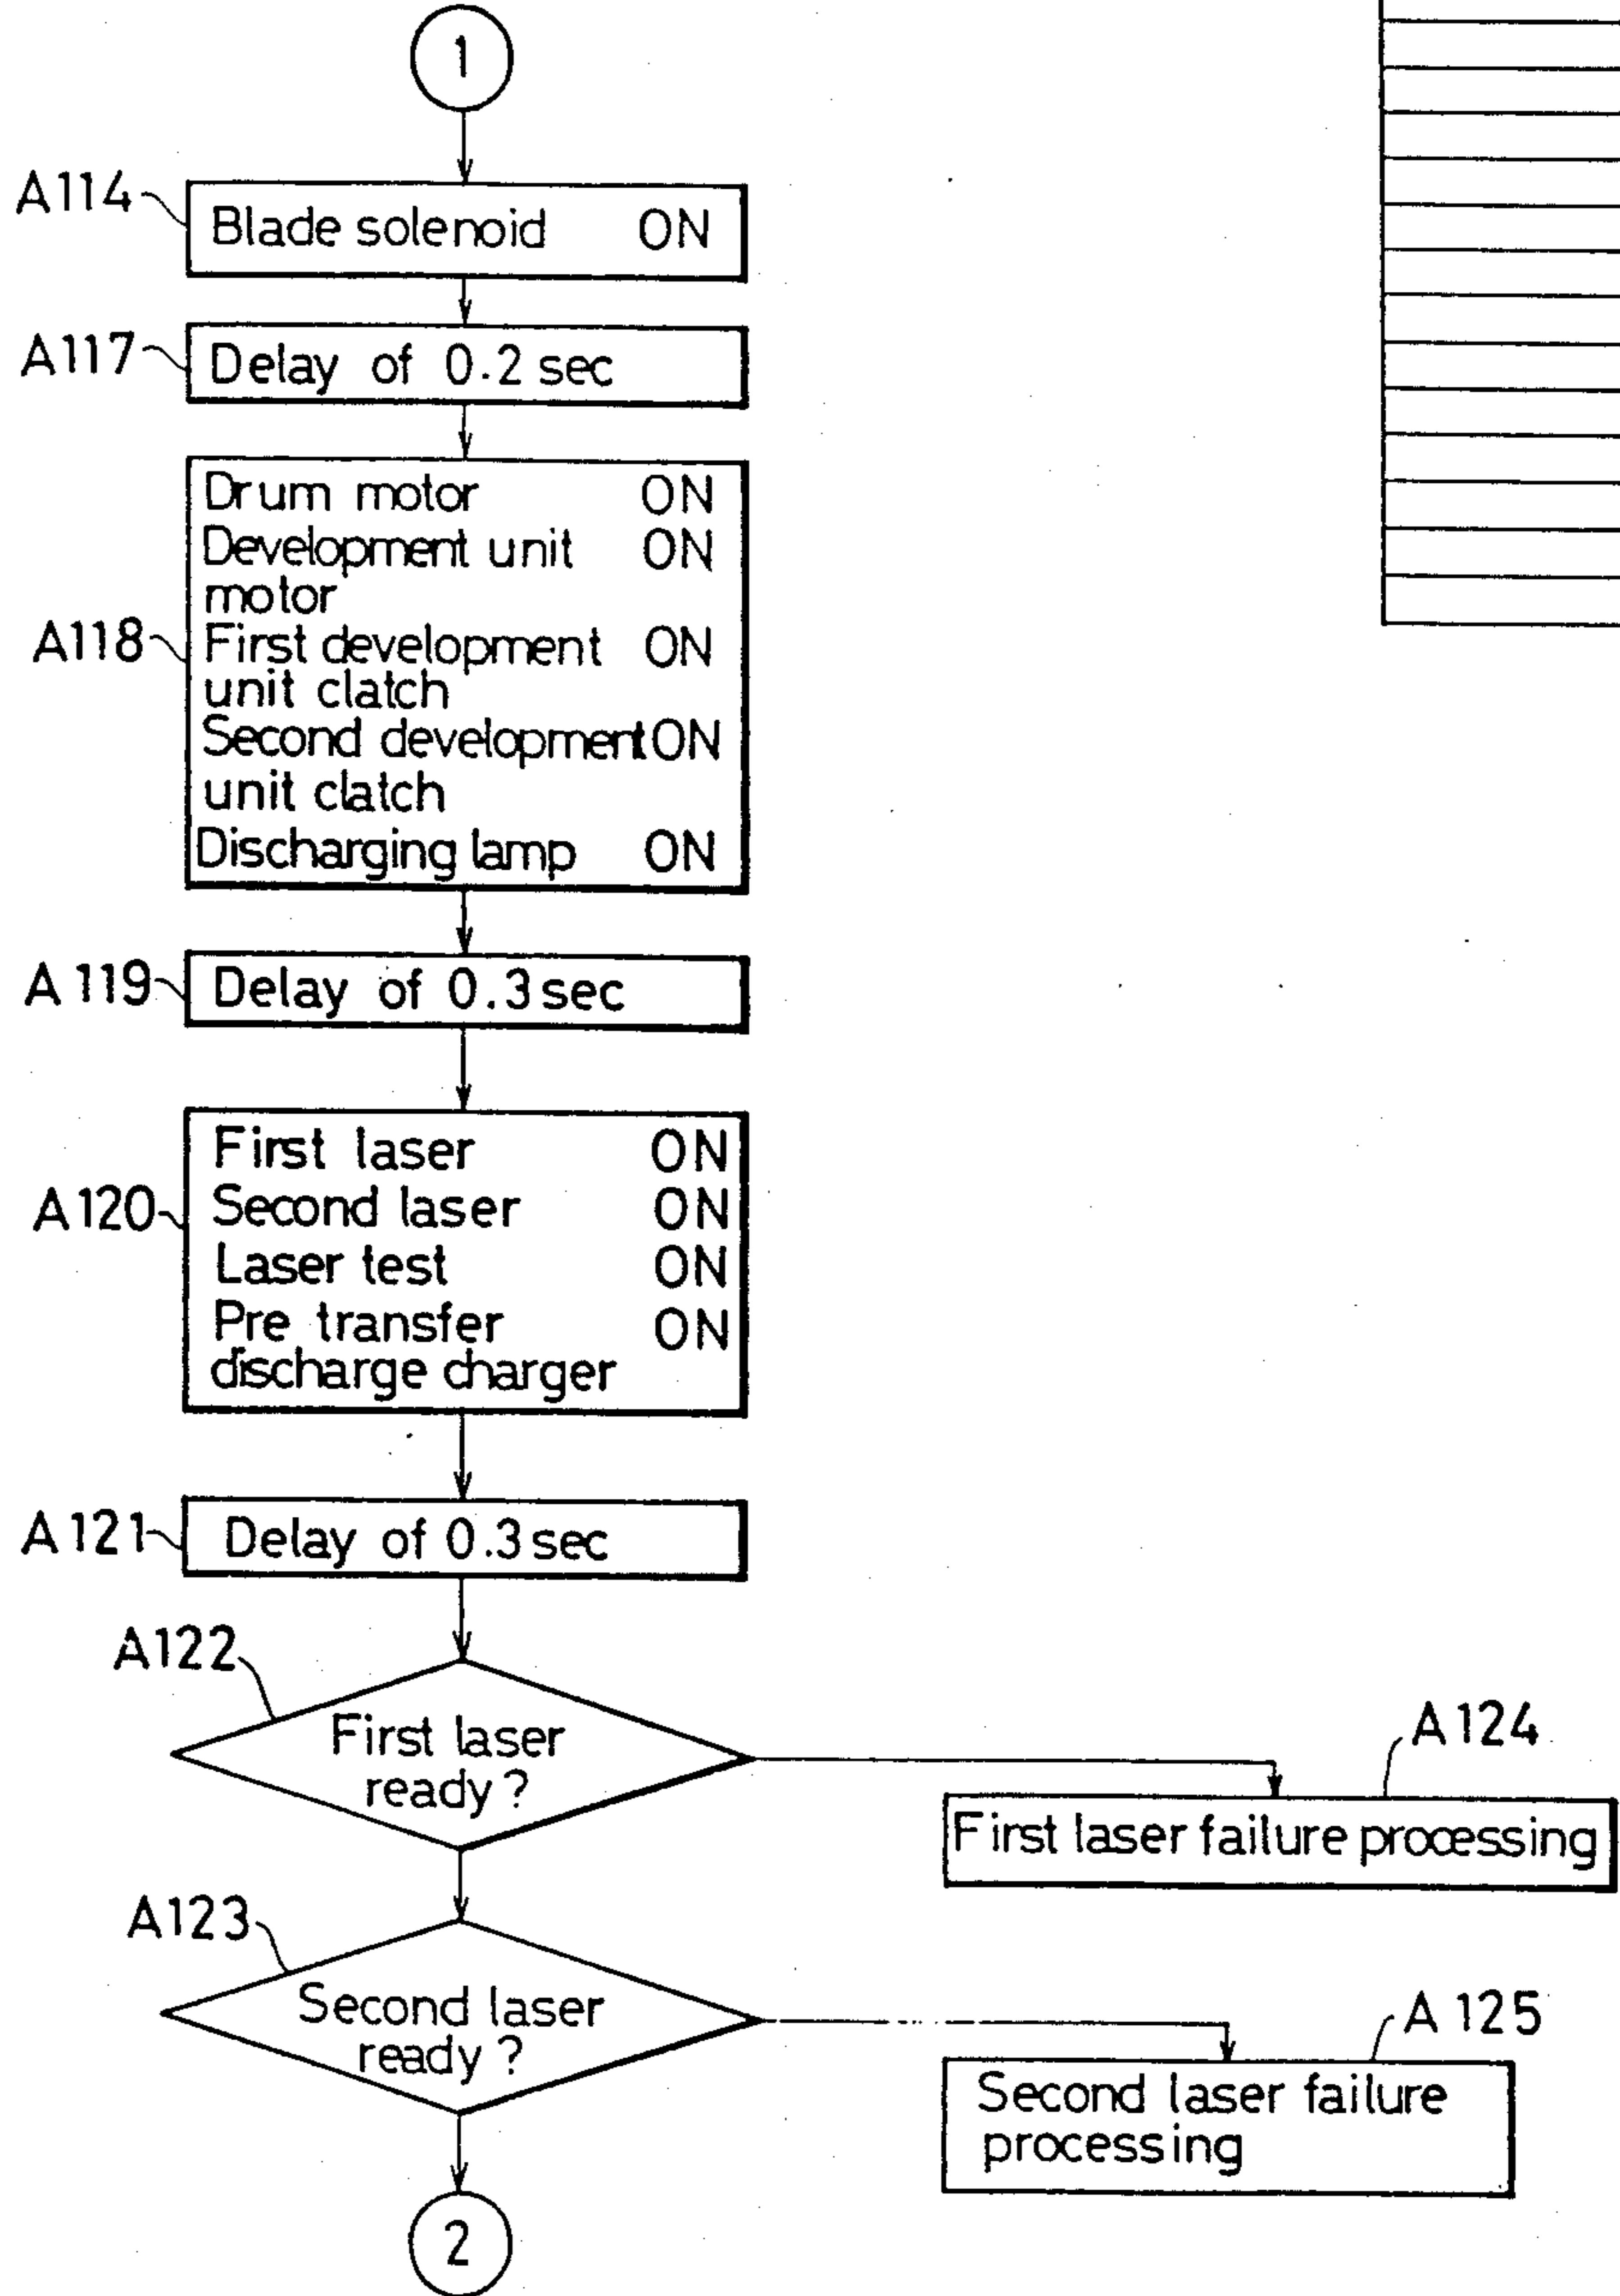 1
A114
Blade solenoid ON
A117
Delay of 0.2 sec
A118
Drum motor ON
Development unit ON
motor
First development ON
unit clatch
Second development ON
unit clatch
Discharging lamp ON
A119
Delay of 0.3 sec
A120
First laser ON
Second laser ON
Laser test ON
Pre transfer ON
discharge charger
A121
Delay of 0.3 sec
A122
First laser
ready?
A124
First laser failure processing
A123
Second laser
ready?
A125
Second laser failure
processing
2